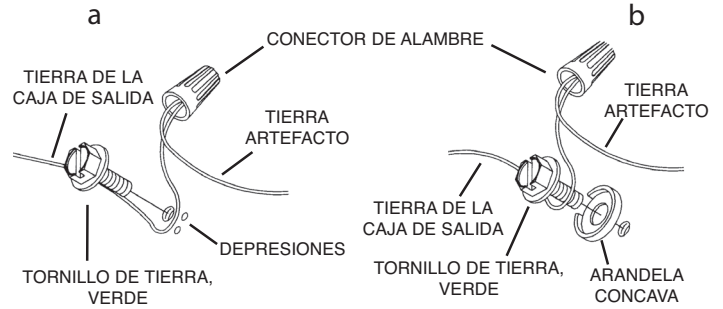 a
b
CONECTOR DE ALAMBRE
TIERRA DE LA
CAJA DE SALIDA
TIERRA
ARTEFACTO
DEPRESIONES
TORNILLO DE TIERRA,
VERDE
TIERRA
ARTEFACTO
TIERRA DE LA
CAJA DE SALIDA
TORNILLO DE TIERRA,
VERDE
ARANDELA
CONCAVA